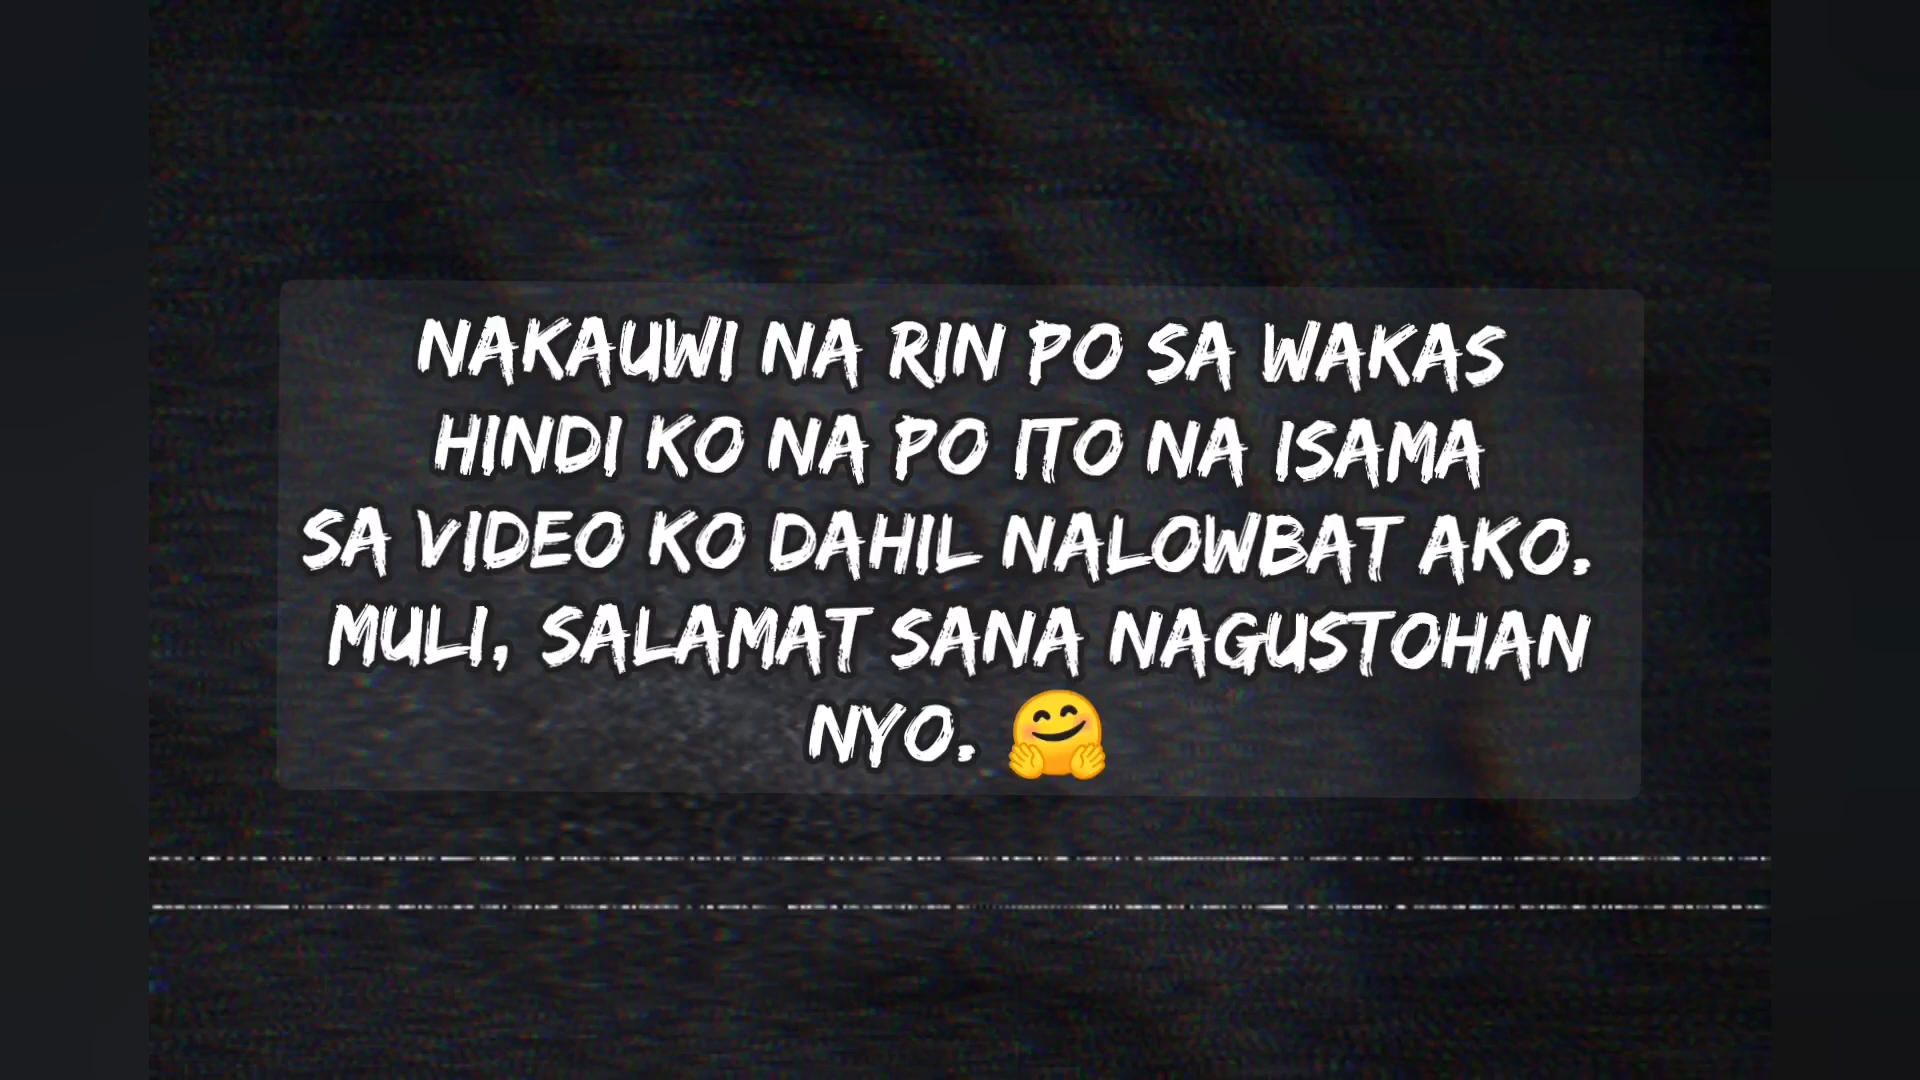 NAKAUWI NA RIN PO SA WAKAS
HINDI KO NA PO ITO NA ISAMA
SA VIDEO KO DAHIL NALOWBAT AKO.
MULI, SALAMAT SANA NAGUSTOHAN
NYO. 🤗